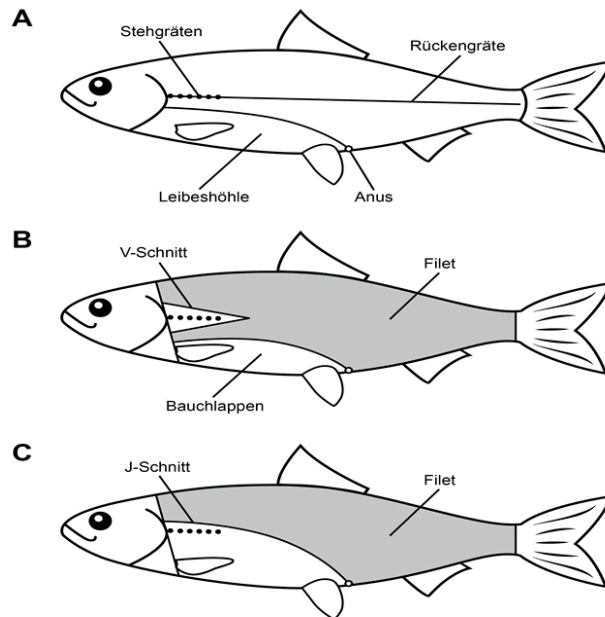 A
Stehgräten
Rückengräte
Leibeshöhle
Anus
B
V-Schnitt
Filet
Bauchlappen
C
J-Schnitt
Filet